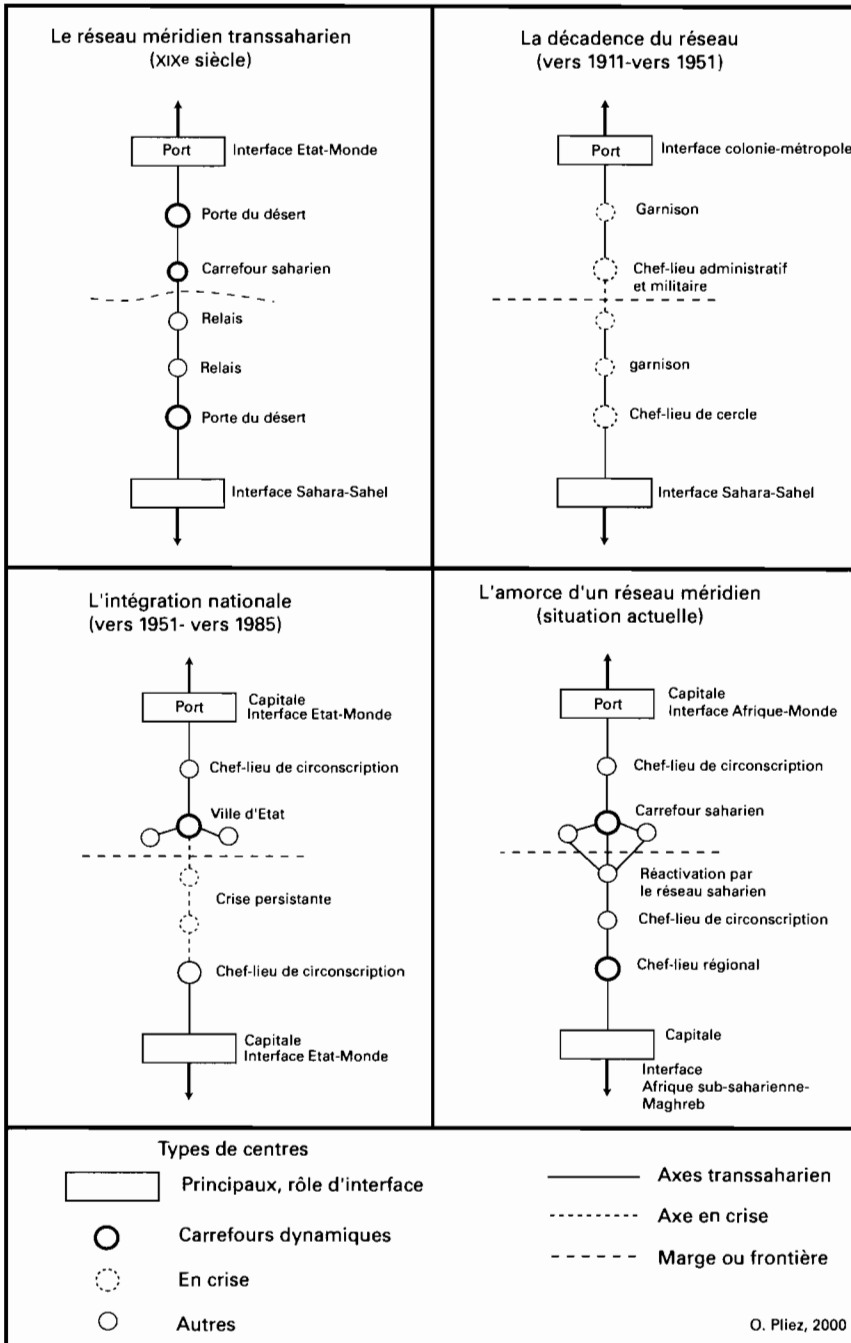 Le réseau méridien transsaharien
(XIXe siècle)
Port
Interface Etat-Monde
Porte du désert
Carrefour saharien
Relais
Relais
Porte du désert
Interface Sahara-Sahel
La décadence du réseau
(vers 1911-vers 1951)
Port
Interface colonie-métropole
Garnison
Chef-lieu administratif
et militaire
garnison
Chef-lieu de cercle
Interface Sahara-Sahel
L'intégration nationale
(vers 1951- vers 1985)
Port
Capitale
Interface Etat-Monde
Chef-lieu de circonscription
Ville d'Etat
Crise persistante
Chef-lieu de circonscription
Capitale
Interface Etat-Monde
L'amorce d'un réseau méridien
(situation actuelle)
Port
Capitale
Interface Afrique-Monde
Chef-lieu de circonscription
Carrefour saharien
Réactivation par
le réseau saharien
Chef-lieu de circonscription
Chef-lieu régional
Capitale
Interface
Afrique sub-saharienne-
Maghreb
Types de centres
Principaux, rôle d'interface
Carrefours dynamiques
En crise
Autres
Axes transsaharien
Axe en crise
Marge ou frontière
O. Pliez, 2000